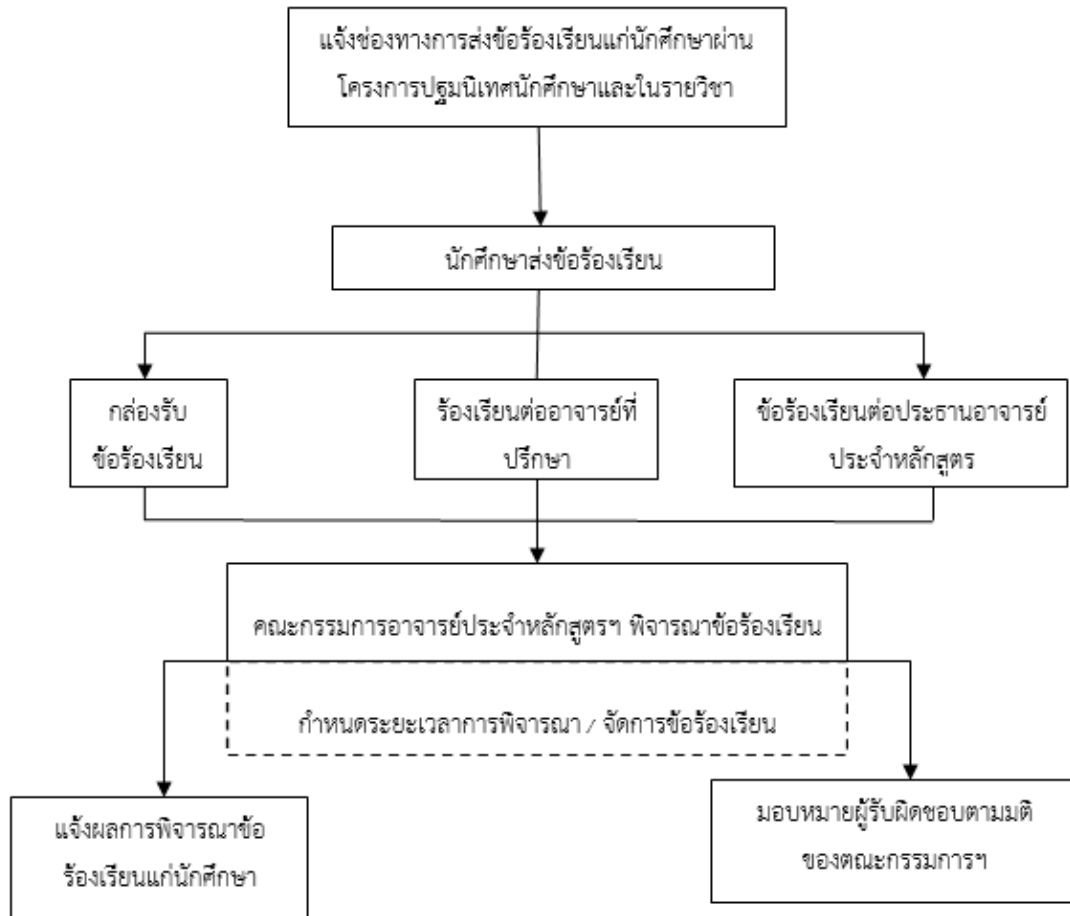 แจ้งช่องทางการส่งข้อร้องเรียนแก่นักศึกษาผ่าน
โครงการปฐมนิเทศนักศึกษาและในรายวิชา
นักศึกษาส่งข้อร้องเรียน
กล่องรับ
ข้อร้องเรียน
ร้องเรียนต่ออาจารย์ที่
ปรึกษา
ข้อร้องเรียนต่อประธานอาจารย์
ประจำหลักสูตร
คณะกรรมการอาจารย์ประจำหลักสูตรฯ พิจารณาข้อร้องเรียน
กำหนดระยะเวลาการพิจารณา / จัดการข้อร้องเรียน
แจ้งผลการพิจารณาข้อ
ร้องเรียนแก่นักศึกษา
มอบหมายผู้รับผิดชอบตามมติ
ของตณะกรรมการฯ